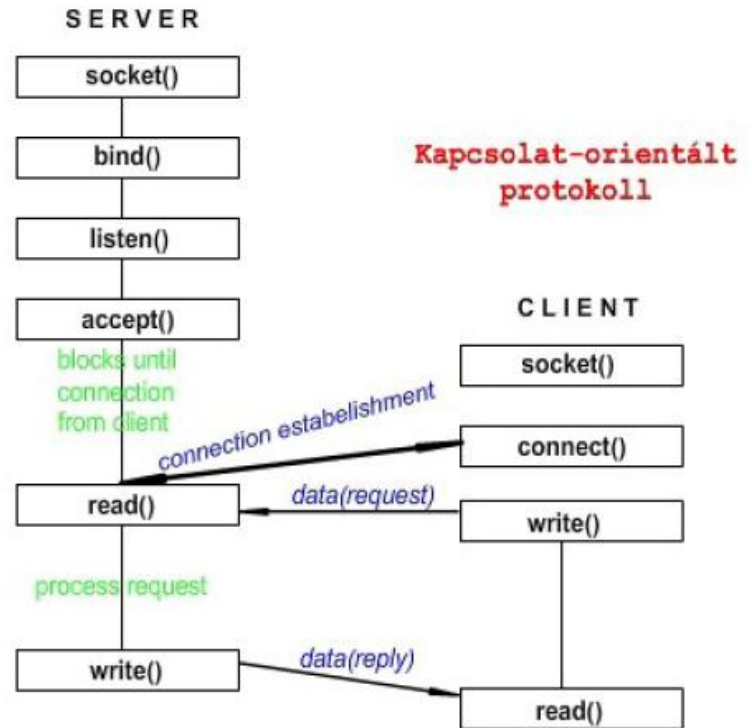 SERVER
socket()
bind()
Kapcsolat-orientált
protokoll
listen()
accept()
CLIENT
blocks until
connection
from client
socket()
connection estabelishment
connect()
read()
data(request)
write()
process request
write()
data(reply)
read()